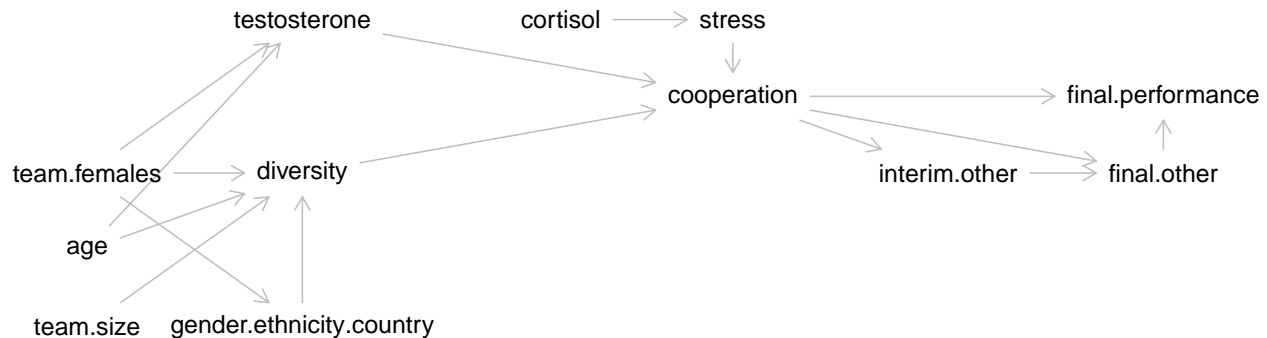 testosterone cortisol stress
cooperation final.performance
team.females diversity interim.other final.other
age
team.size gender.ethnicity.country